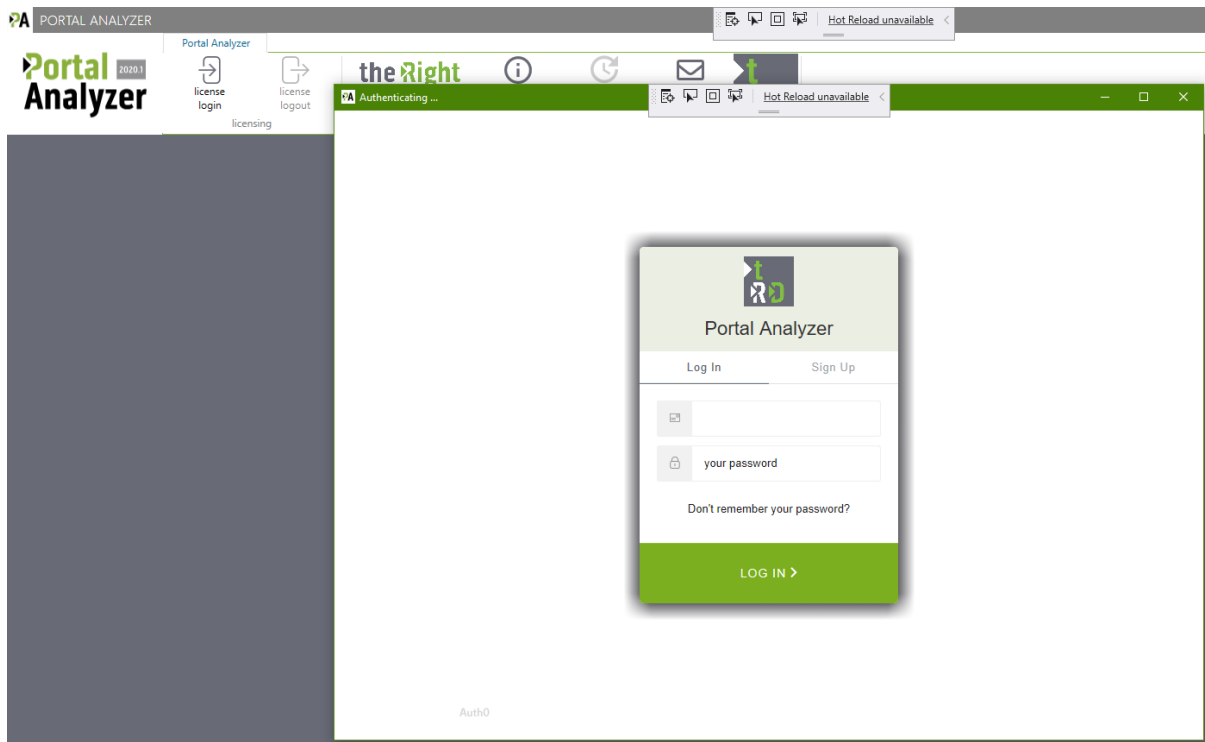 PA PORTAL ANALYZER
Hot Reload unavailable
Portal Analyzer
Portal 2020.1
Analyzer
license
login
license
logout
licensing
the Right
t
PA Authenticating ...
Hot Reload unavailable
t
RD
Portal Analyzer
Log In
Sign Up
your password
Don't remember your password?
LOG IN
Auth0